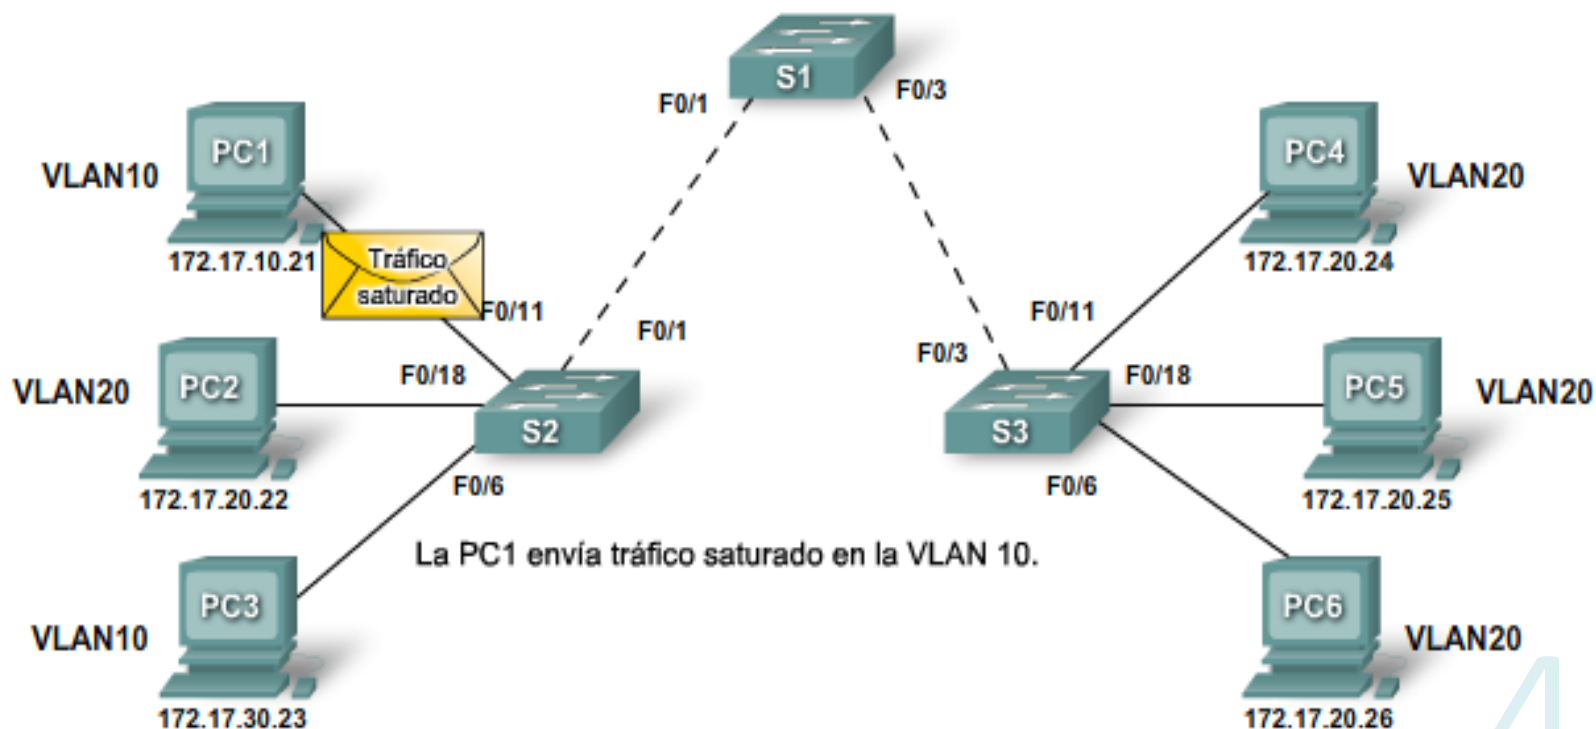 S1
F0/1
F0/3
PC1
VLAN10
172.17.10.21
Tráfico
saturado
F0/11
F0/1
F0/18
PC2
VLAN20
172.17.20.22
S2
F0/6
PC3
VLAN10
172.17.30.23
La PC1 envía tráfico saturado en la VLAN 10.
PC4
VLAN20
172.17.20.24
F0/11
F0/3
F0/18
PC5
VLAN20
172.17.20.25
S3
F0/6
PC6
VLAN20
172.17.20.26